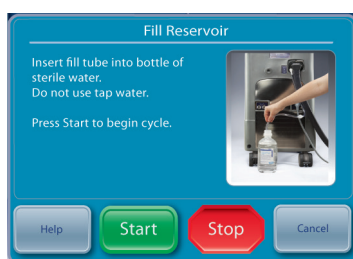 Fill Reservoir
Insert fill tube into bottle of
sterile water.
Do not use tap water.
Press Start to begin cycle.
Help
Start
Stop
Cancel